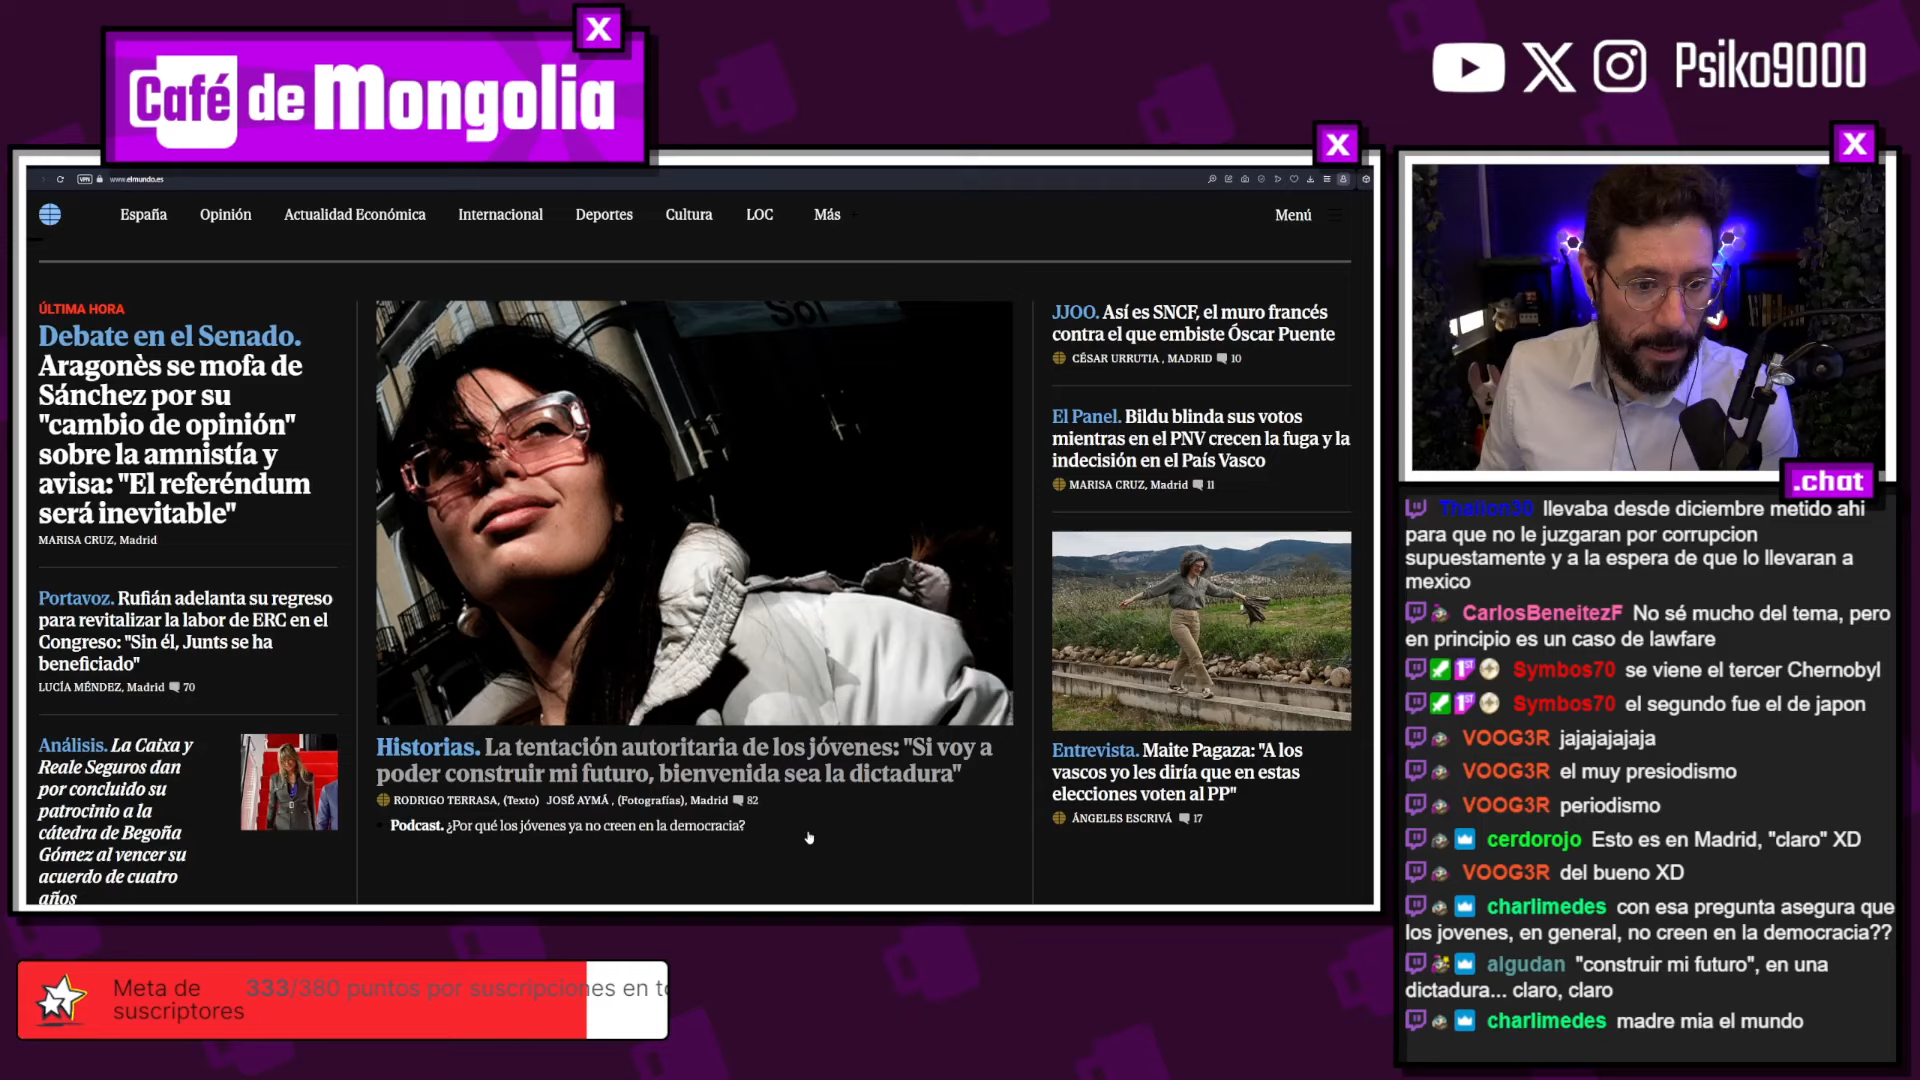 X
Café de Mongolia
Psiko9000
X
X
VPN
www.elmundo.es
España
Opinión
Actualidad Económica
Internacional
Deportes
Cultura
LOC
Más
Menú
ÚLTIMA HORA
Debate en el Senado.
Aragonès se mofa de
Sánchez por su
"cambio de opinión"
sobre la amnistía y
avisa: "El referéndum
será inevitable"
MARISA CRUZ, Madrid
Portavoz. Rufián adelanta su regreso
para revitalizar la labor de ERC en el
Congreso: "Sin él, Junts se ha
beneficiado"
LUCÍA MÉNDEZ, Madrid 70
Análisis. La Caixa y
Reale Seguros dan
por concluido su
patrocinio a la
cátedra de Begoña
Gómez al vencer su
acuerdo de cuatro
años
Sol
Historias. La tentación autoritaria de los jóvenes: "Si voy a
poder construir mi futuro, bienvenida sea la dictadura"
RODRIGO TERRASA, (Texto) JOSÉ AYMÁ , (Fotografías), Madrid 82
Podcast. ¿Por qué los jóvenes ya no creen en la democracia?
JJOO. Así es SNCF, el muro francés
contra el que embiste Óscar Puente
CÉSAR URRUTIA , MADRID 10
El Panel. Bildu blinda sus votos
mientras en el PNV crecen la fuga y la
indecisión en el País Vasco
MARISA CRUZ, Madrid 11
Entrevista. Maite Pagaza: "A los
vascos yo les diría que en estas
elecciones voten al PP"
ÁNGELES ESCRIVÁ 17
.chat
Thallon30 llevaba desde diciembre metido ahi
para que no le juzgaran por corrupcion
supuestamente y a la espera de que lo llevaran a
mexico
CarlosBeneitezF No sé mucho del tema, pero
en principio es un caso de lawfare
1ST Symbos70 se viene el tercer Chernobyl
1ST Symbos70 el segundo fue el de japon
VOOG3R jajajajajaja
VOOG3R el muy presiodismo
VOOG3R periodismo
cerdorojo Esto es en Madrid, "claro" XD
VOOG3R del bueno XD
charlimedes con esa pregunta asegura que
los jovenes, en general, no creen en la democracia??
algudan "construir mi futuro", en una
dictadura... claro, claro
charlimedes madre mia el mundo
Meta de
suscriptores
333/380 puntos por suscripciones en to